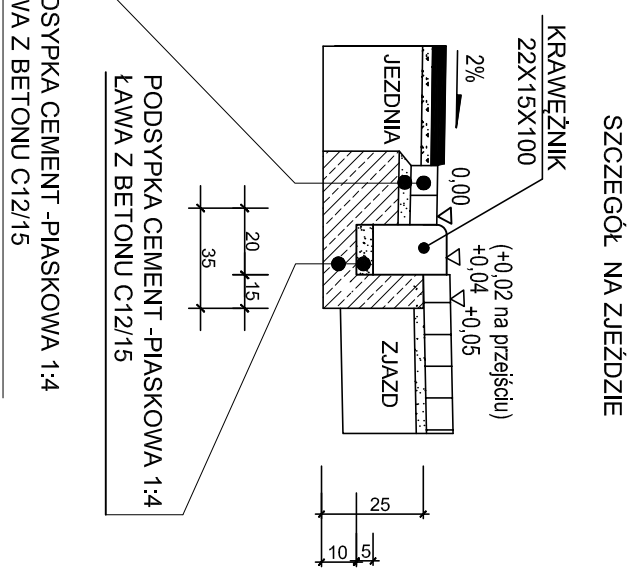 SZCZEGÓŁ NA ZJEŹDZIE
KRAWĘŻNIK
22X15X100
2%
0,00
(+0,02 na przejściu)
+0,04
+0,05
JEZDNIA
ZJAZD
25
10
5
20
15
35
PODSYPKA CEMENT -PIASKOWA 1:4
ŁAWA Z BETONU C12/15
DSYPKA CEMENT -PIASKOWA 1:4
WA Z BETONU C12/15